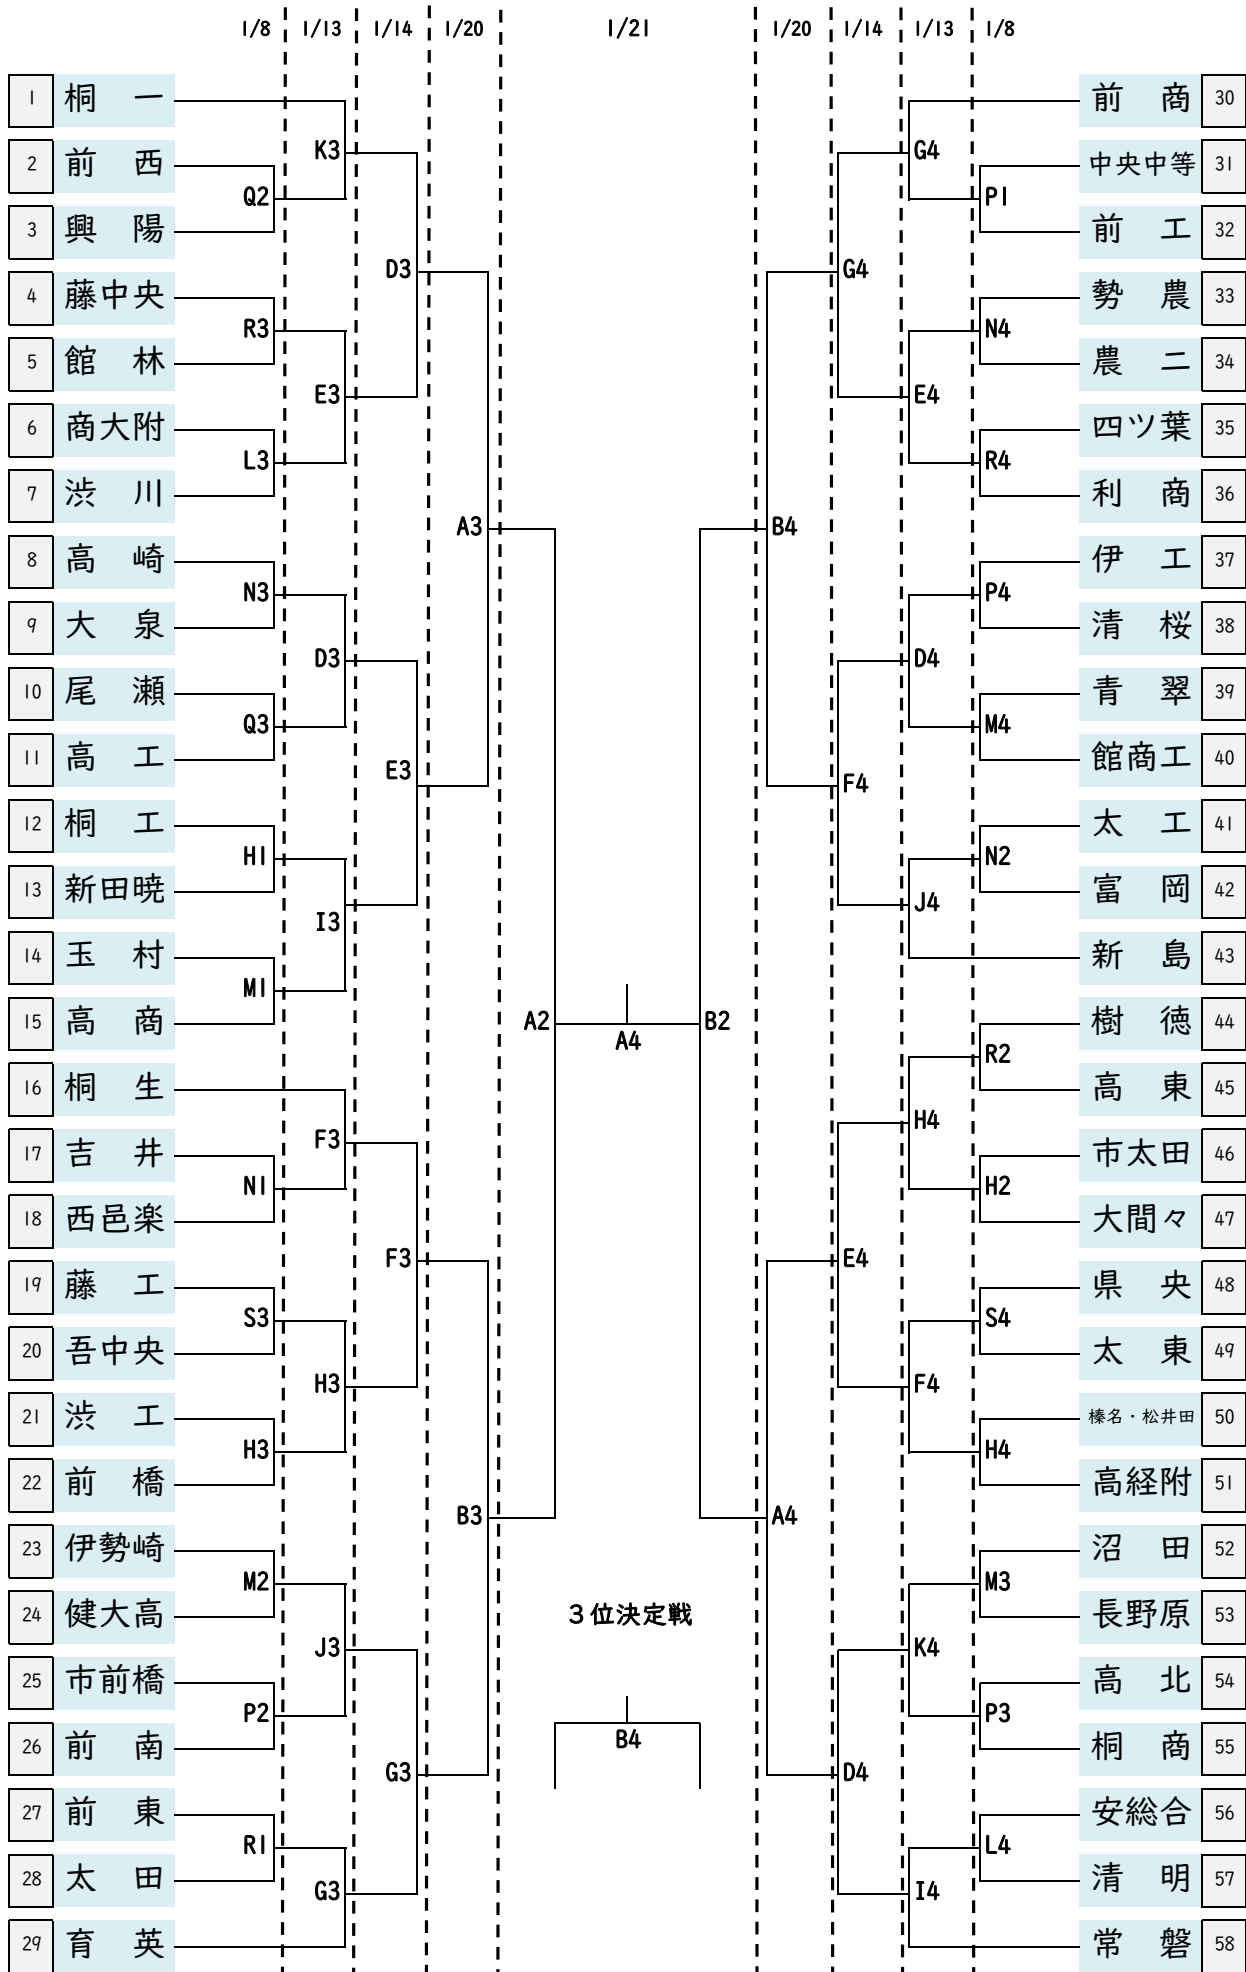 1/8 1/13 1/14 1/20 1/21 1/20 1/14 1/13 1/8
1 桐一 前商 30
K3 G4
2 前西 中央中等 31
Q2 P1
3 興陽 前工 32
D3 G4
4 藤中央 勢農 33
R3 N4
5 館林 農二 34
E3 E4
6 商大附 四ツ葉 35
L3 R4
7 渋川 利商 36
A3 B4
8 高崎 伊工 37
N3 P4
9 大泉 清桜 38
D3 D4
10 尾瀬 青翠 39
Q3 M4
11 高工 館商工 40
E3 F4
12 桐工 太工 41
H1 N2
13 新田暁 富岡 42
I3 J4
14 玉村 新島 43
M1
15 高商 樹徳 44
A2 A4 B2
R2
16 桐生 高東 45
F3 H4
17 吉井 市太田 46
N1 H2
18 西邑楽 大間々 47
F3 E4
19 藤工 県央 48
S3 S4
20 吾中央 太東 49
H3 F4
21 渋工 榛名・松井田 50
H3 H4
22 前橋 高経附 51
B3 A4
23 伊勢崎 沼田 52
M2 M3
24 健大高 長野原 53
3位決定戦
J3 K4
25 市前橋 高北 54
P2 P3
B4
26 前南 桐商 55
G3 D4
27 前東 安総合 56
R1 L4
28 太田 清明 57
G3 I4
29 育英 常磐 58